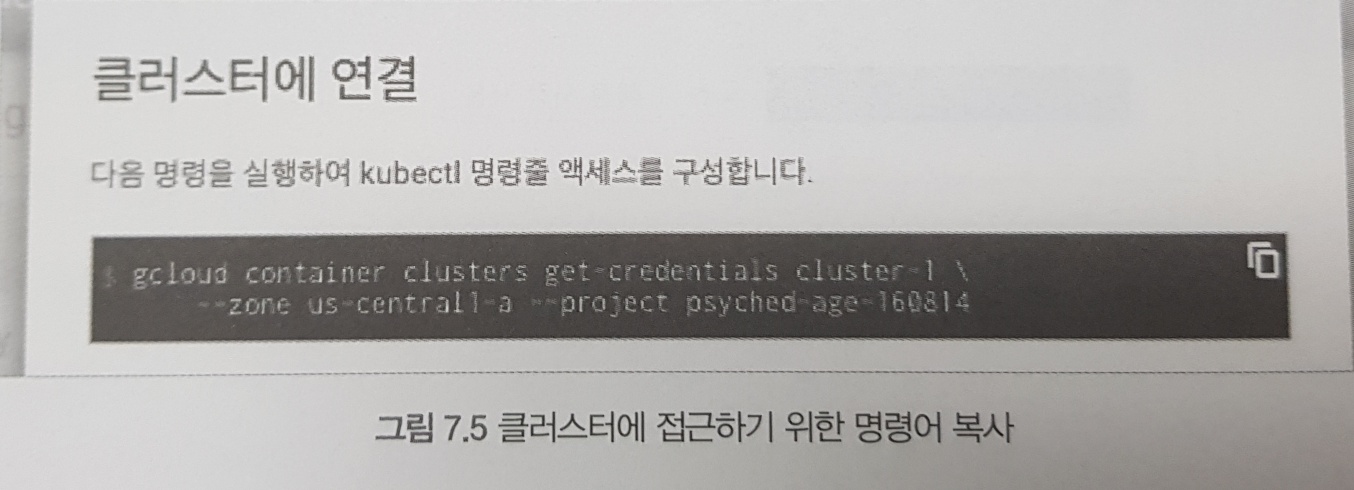 클러스터에 연결
다음 명령을 실행하여 kubectl 명령줄 액세스를 구성합니다.
$ gcloud container clusters get-credentials cluster-1 \
--zone us-central1-a --project psyched-age-160814
그림 7.5 클러스터에 접근하기 위한 명령어 복사